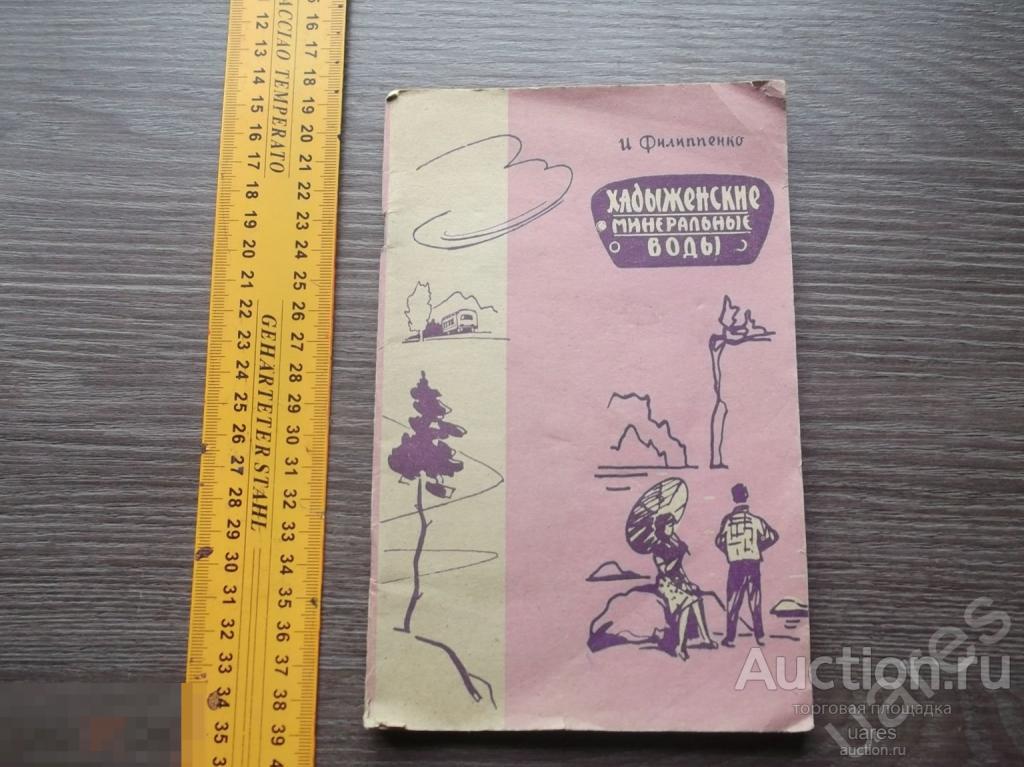 ACCIAO TEMPERATO
GEHÄRTETER STAHL
12 13 14 15 16 17 18 19 20 21 22 23 24 25 26 27 28 29 30 31 32 33 34 35
16 17 18 19 20 21 22 23 24 25 26 27 28 29 30 31 32 33 34 35 36 37 38 39
И Филиппенко
ХАДЫЖЕНСКИЕ
МИНЕРАЛЬНЫЕ
ВОДЫ
Auction.ru
торговая площадка
uares
auction.ru
uares